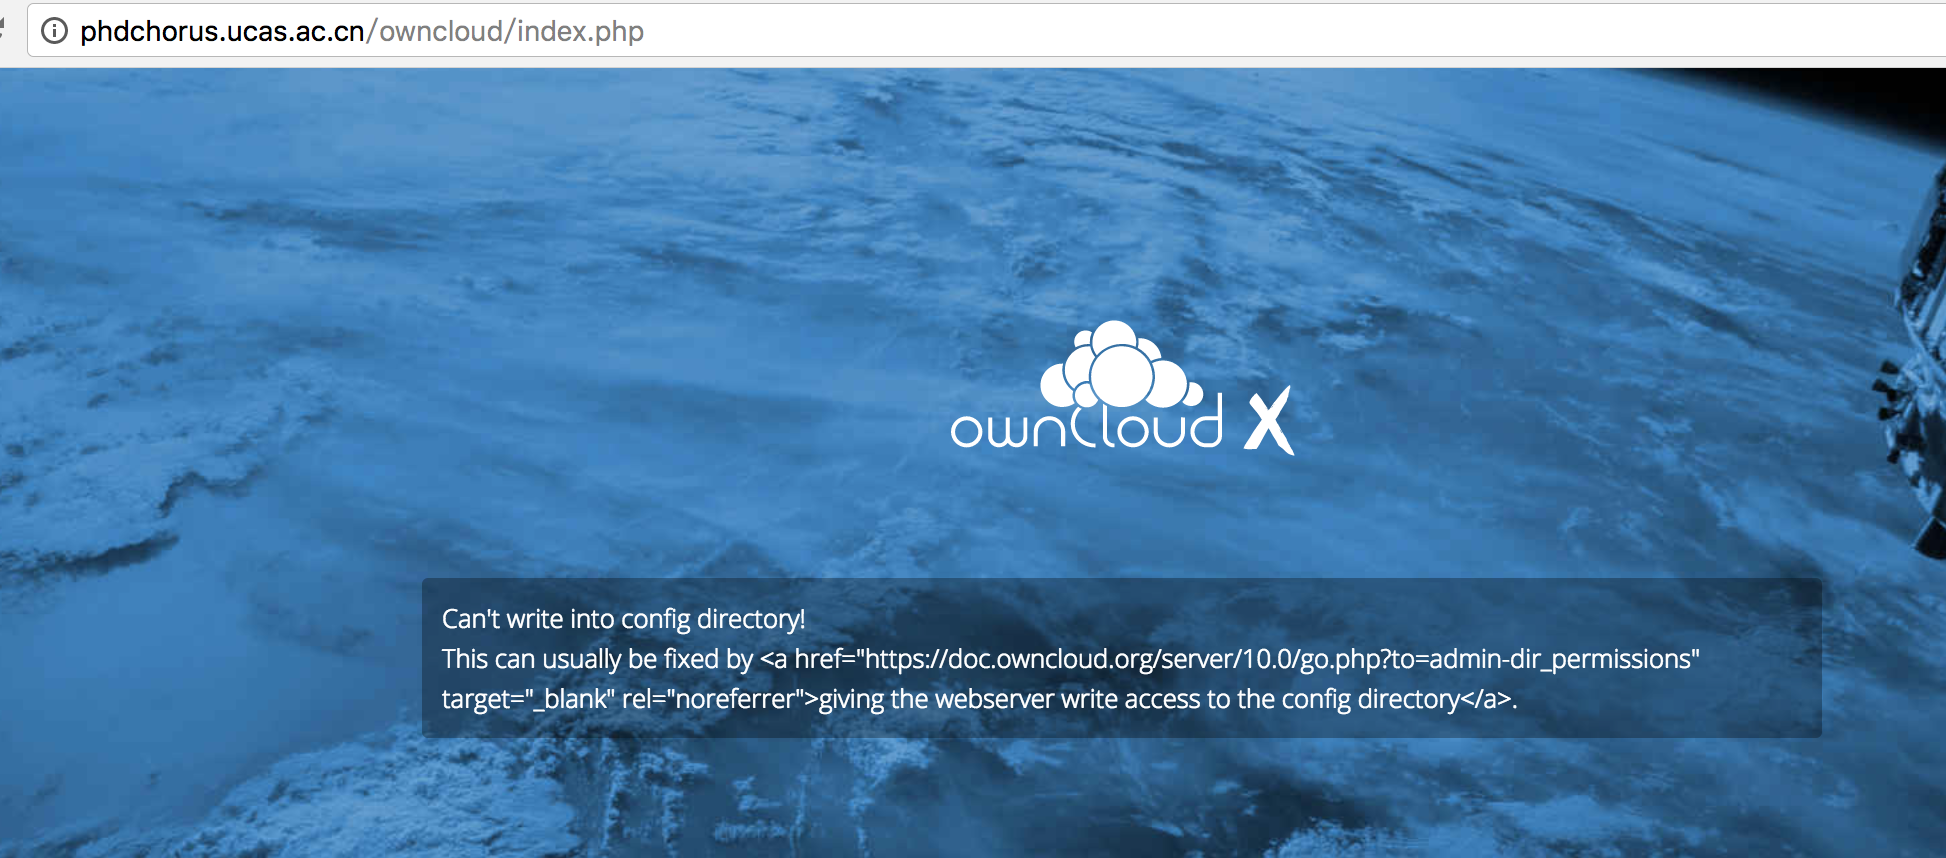 phdchorus.ucas.ac.cn/owncloud/index.php
ownCloud X
Can't write into config directory!
This can usually be fixed by <a href="https://doc.owncloud.org/server/10.0/go.php?to=admin-dir_permissions"
target="_blank" rel="noreferrer">giving the webserver write access to the config directory</a>.